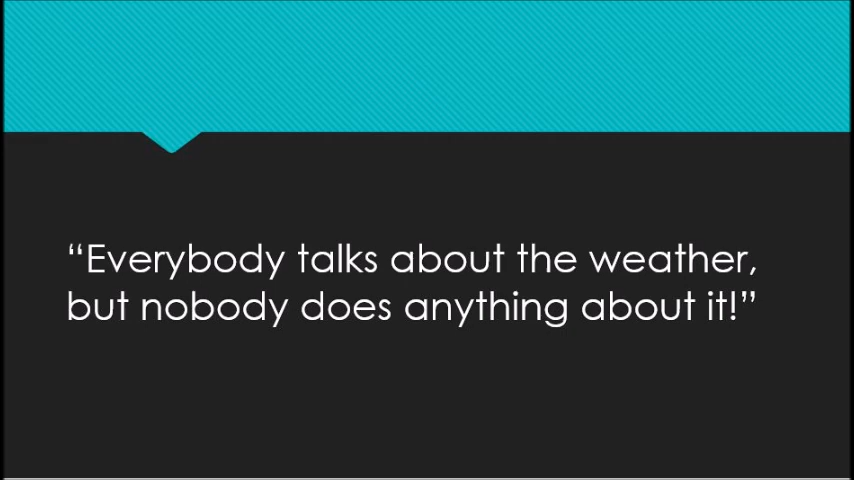 “Everybody talks about the weather,
but nobody does anything about it!”